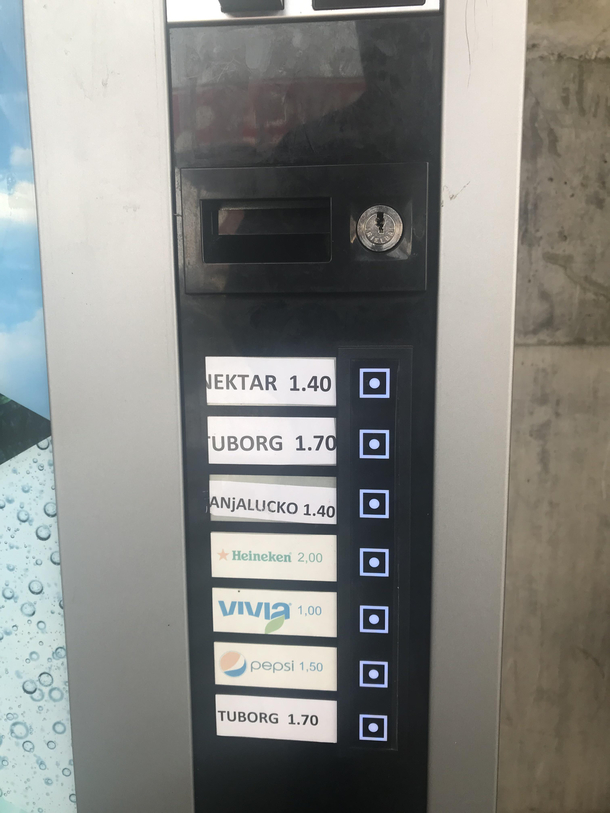 NEKTAR 1.40
TUBORG 1.70
ANjALUCKO 1.40
Heineken 2,00
VIVIA 1,00
pepsi 1,50
TUBORG 1.70